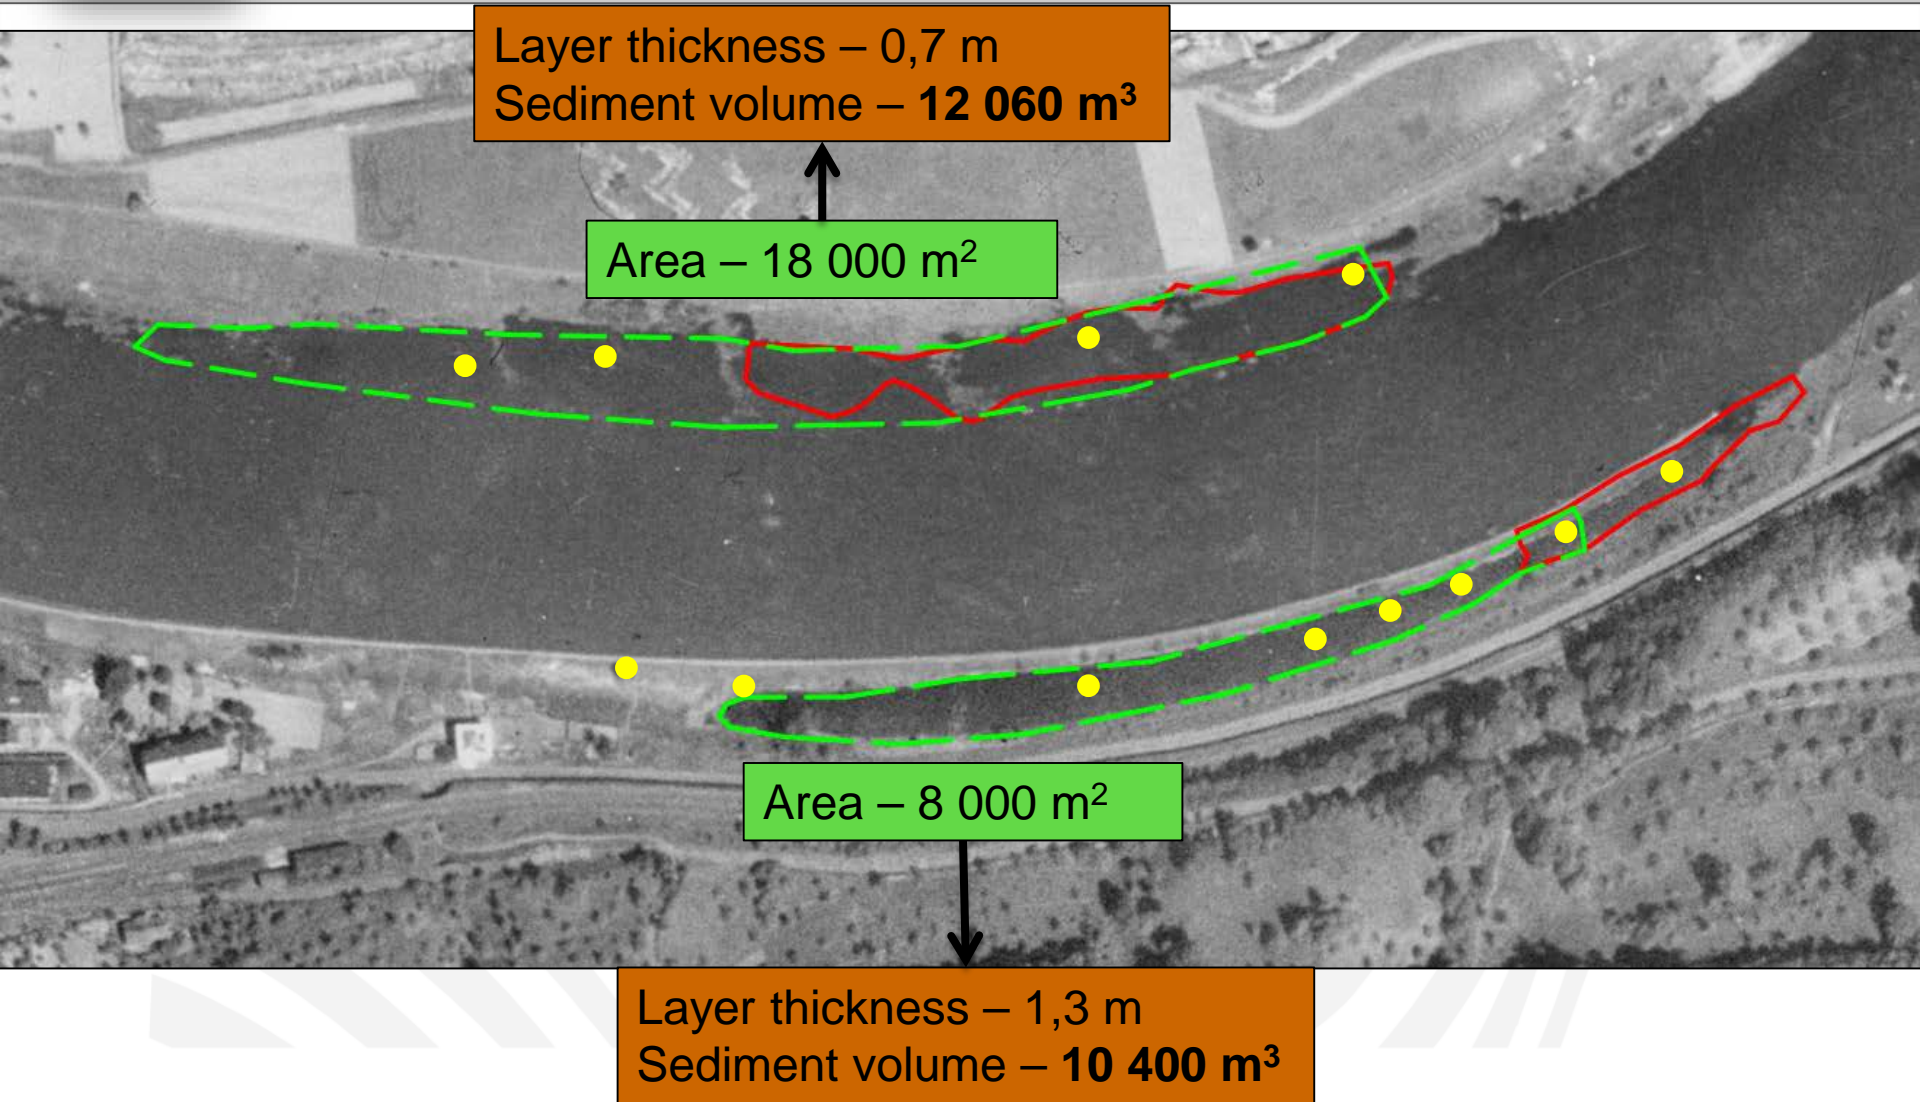 Layer thickness – 0,7 m
Sediment volume – 12 060 m³
Area – 18 000 m²
Area – 8 000 m²
Layer thickness – 1,3 m
Sediment volume – 10 400 m³